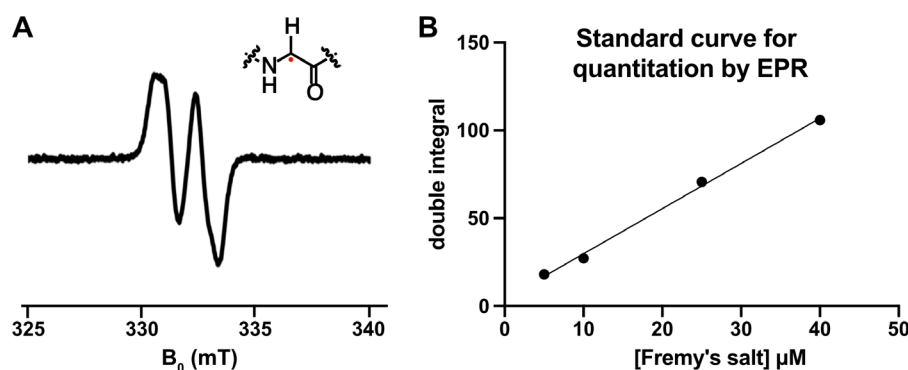 A
H
N
H
O
325
330
335
340
B₀ (mT)
B
Standard curve for
quantitation by EPR
150
100
50
0
double integral
0
10
20
30
40
50
[Fremy's salt] µM